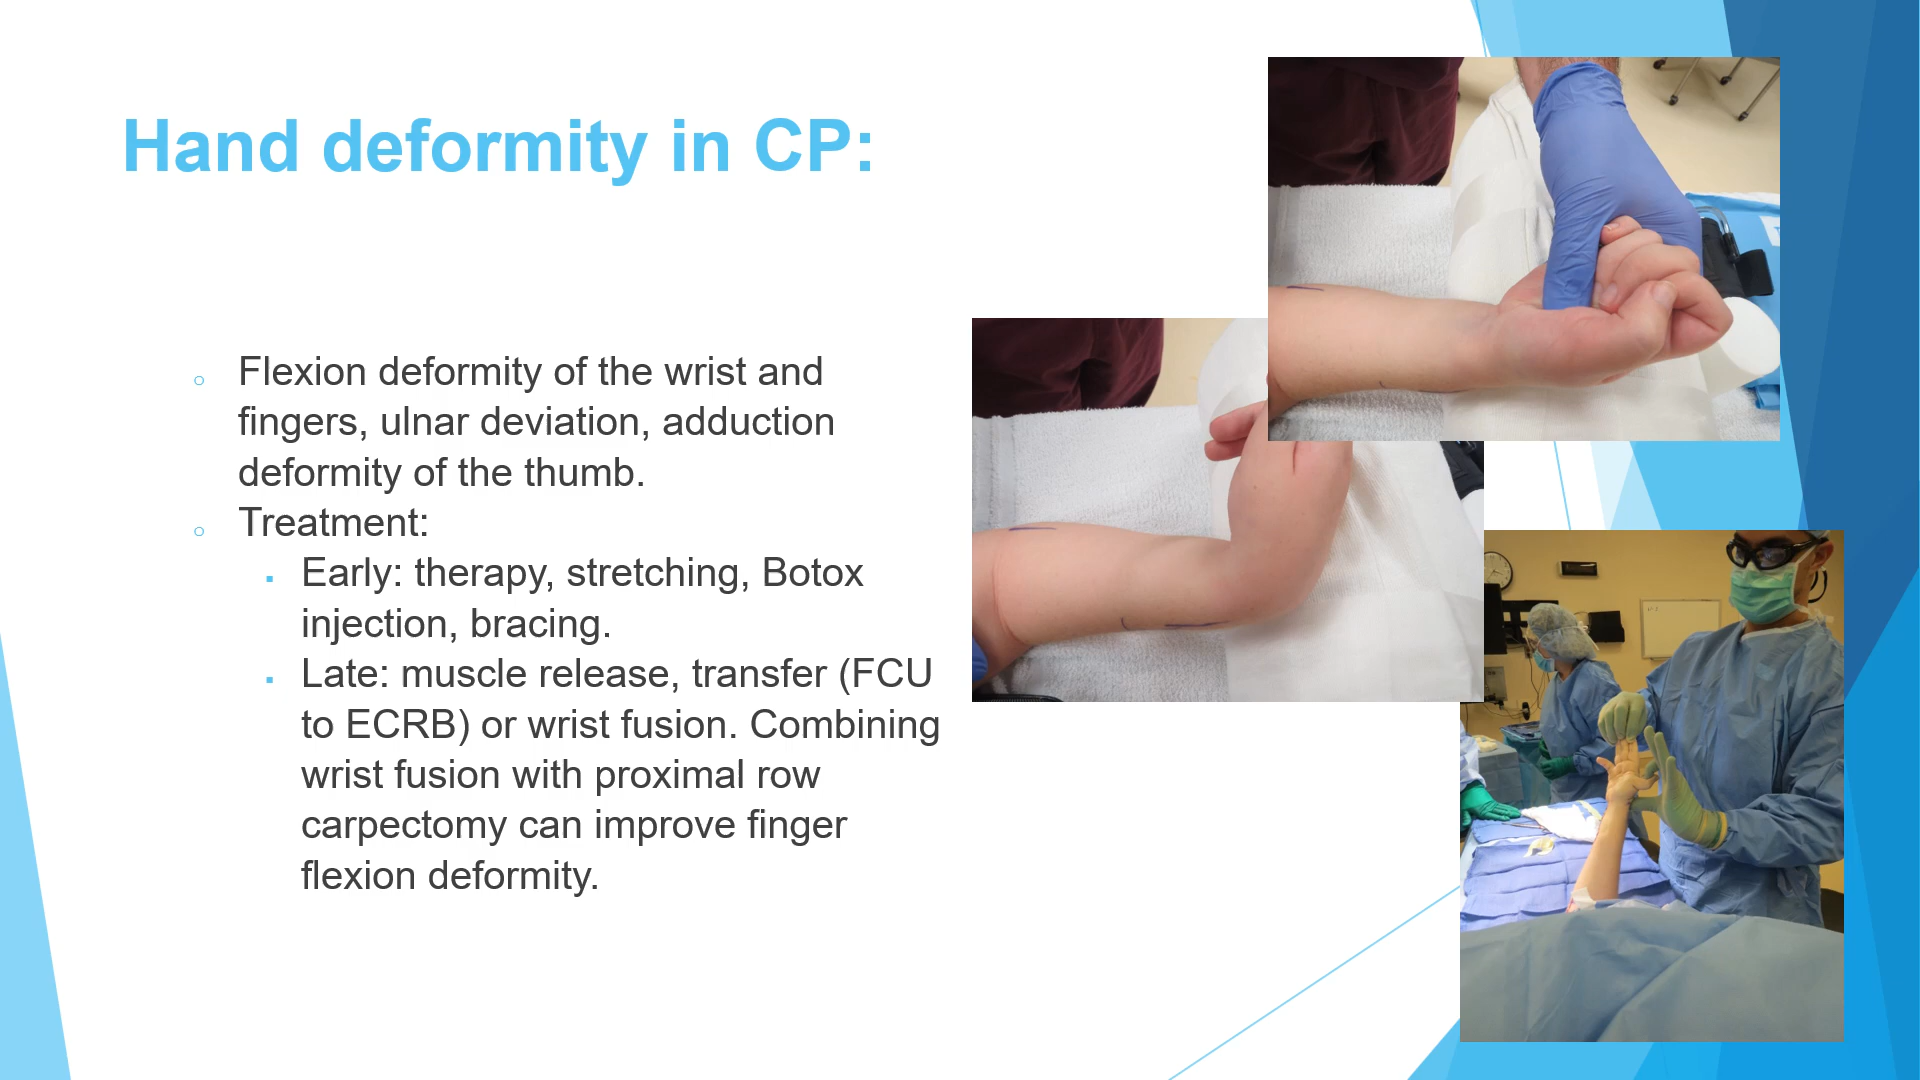 Hand deformity in CP:
Flexion deformity of the wrist and
fingers, ulnar deviation, adduction
deformity of the thumb.
Treatment:
Early: therapy, stretching, Botox
injection, bracing.
Late: muscle release, transfer (FCU
to ECRB) or wrist fusion. Combining
wrist fusion with proximal row
carpectomy can improve finger
flexion deformity.